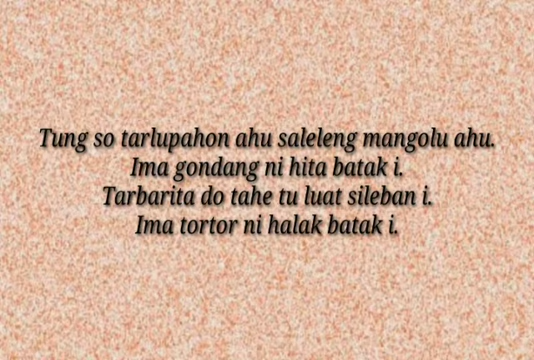 Tung so tarlupahon ahu saleleng mangolu ahu.
Ima gondang ni hita batak i.
Tarbarita do tahe tu luat sileban i.
Ima tortor ni halak batak i.